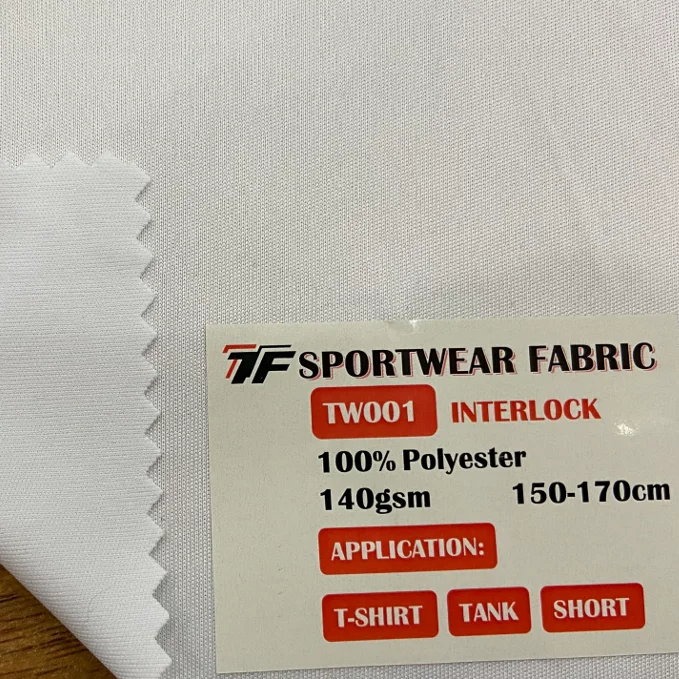 TF SPORTWEAR FABRIC
TW001 INTERLOCK
100% Polyester
140gsm 150-170cm
APPLICATION:
T-SHIRT TANK SHORT